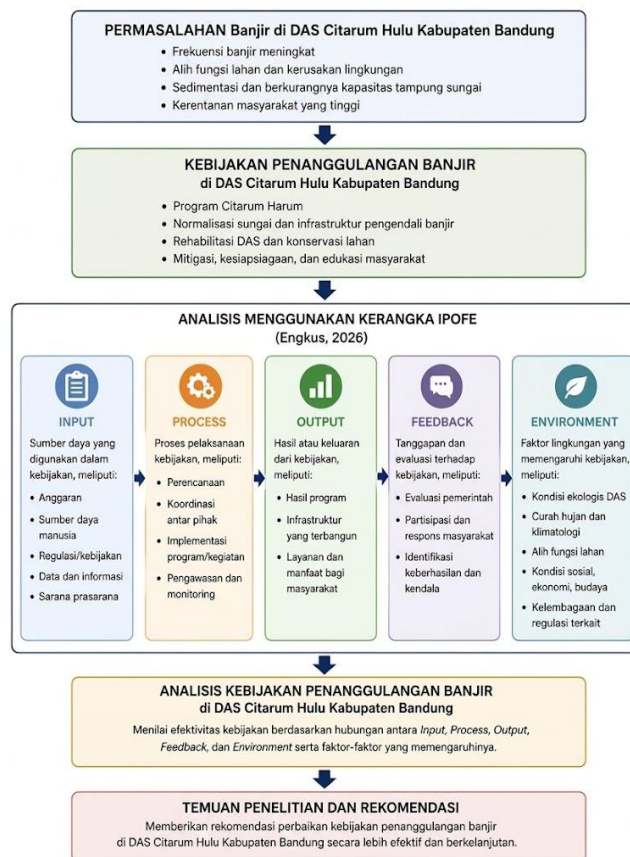 PERMASALAHAN Banjir di DAS Citarum Hulu Kabupaten Bandung
• Frekuensi banjir meningkat
• Alih fungsi lahan dan kerusakan lingkungan
• Sedimentasi dan berkurangnya kapasitas tampung sungai
• Kerentanan masyarakat yang tinggi
KEBIJAKAN PENANGGULANGAN BANJIR
di DAS Citarum Hulu Kabupaten Bandung
• Program Citarum Harum
• Normalisasi sungai dan infrastruktur pengendali banjir
• Rehabilitasi DAS dan konservasi lahan
• Mitigasi, kesiapsiagaan, dan edukasi masyarakat
ANALISIS MENGGUNAKAN KERANGKA IPOFE
(Engkus, 2026)
INPUT
Sumber daya yang
digunakan dalam
kebijakan, meliputi:
• Anggaran
• Sumber daya
manusia
• Regulasi/kebijakan
• Data dan informasi
• Sarana prasarana
PROCESS
Proses pelaksanaan
kebijakan, meliputi:
• Perencanaan
• Koordinasi
antar pihak
• Implementasi
program/kegiatan
• Pengawasan dan
monitoring
OUTPUT
Hasil atau keluaran
dari kebijakan,
meliputi:
• Hasil program
• Infrastruktur
yang terbangun
• Layanan dan
manfaat bagi
masyarakat
FEEDBACK
Tanggapan dan
evaluasi terhadap
kebijakan, meliputi:
• Evaluasi pemerintah
• Partisipasi dan
respons masyarakat
• Identifikasi
keberhasilan dan
kendala
ENVIRONMENT
Faktor lingkungan yang
memengaruhi kebijakan,
meliputi:
• Kondisi ekologis DAS
• Curah hujan dan
klimatologi
• Alih fungsi lahan
• Kondisi sosial,
ekonomi, budaya
• Kelembagaan dan
regulasi terkait
ANALISIS KEBIJAKAN PENANGGULANGAN BANJIR
di DAS Citarum Hulu Kabupaten Bandung
Menilai efektivitas kebijakan berdasarkan hubungan antara Input, Process, Output,
Feedback, dan Environment serta faktor-faktor yang memengaruhinya.
TEMUAN PENELITIAN DAN REKOMENDASI
Memberikan rekomendasi perbaikan kebijakan penanggulangan banjir
di DAS Citarum Hulu Kabupaten Bandung secara lebih efektif dan berkelanjutan.